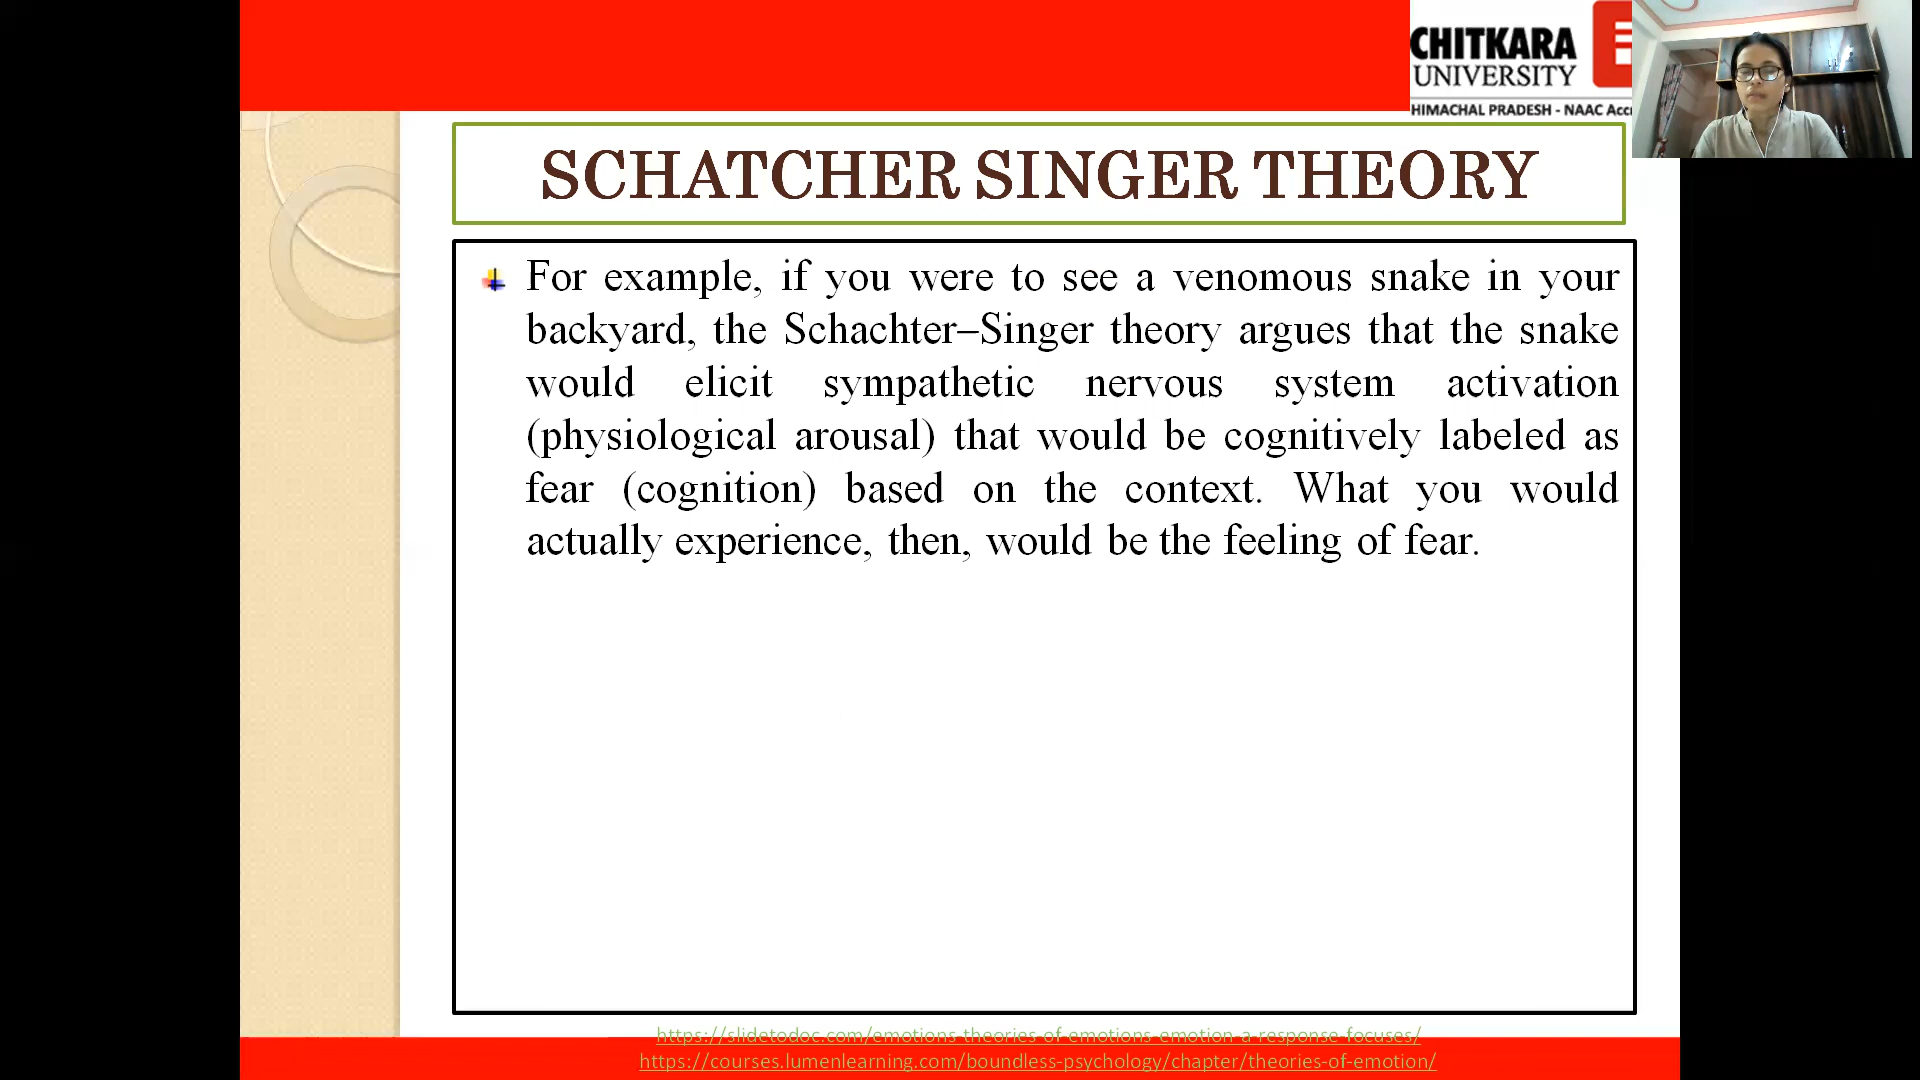 CHITKARA
UNIVERSITY
HIMACHAL PRADESH - NAAC
SCHATCHER SINGER THEORY
For example, if you were to see a venomous snake in your
backyard, the Schachter–Singer theory argues that the snake
would elicit sympathetic nervous system activation
(physiological arousal) that would be cognitively labeled as
fear (cognition) based on the context. What you would
actually experience, then, would be the feeling of fear.
https://slidetodoc.com/emotions-theories-of-emotions-emotion-a-response-focuses/
https://courses.lumenlearning.com/boundless-psychology/chapter/theories-of-emotion/